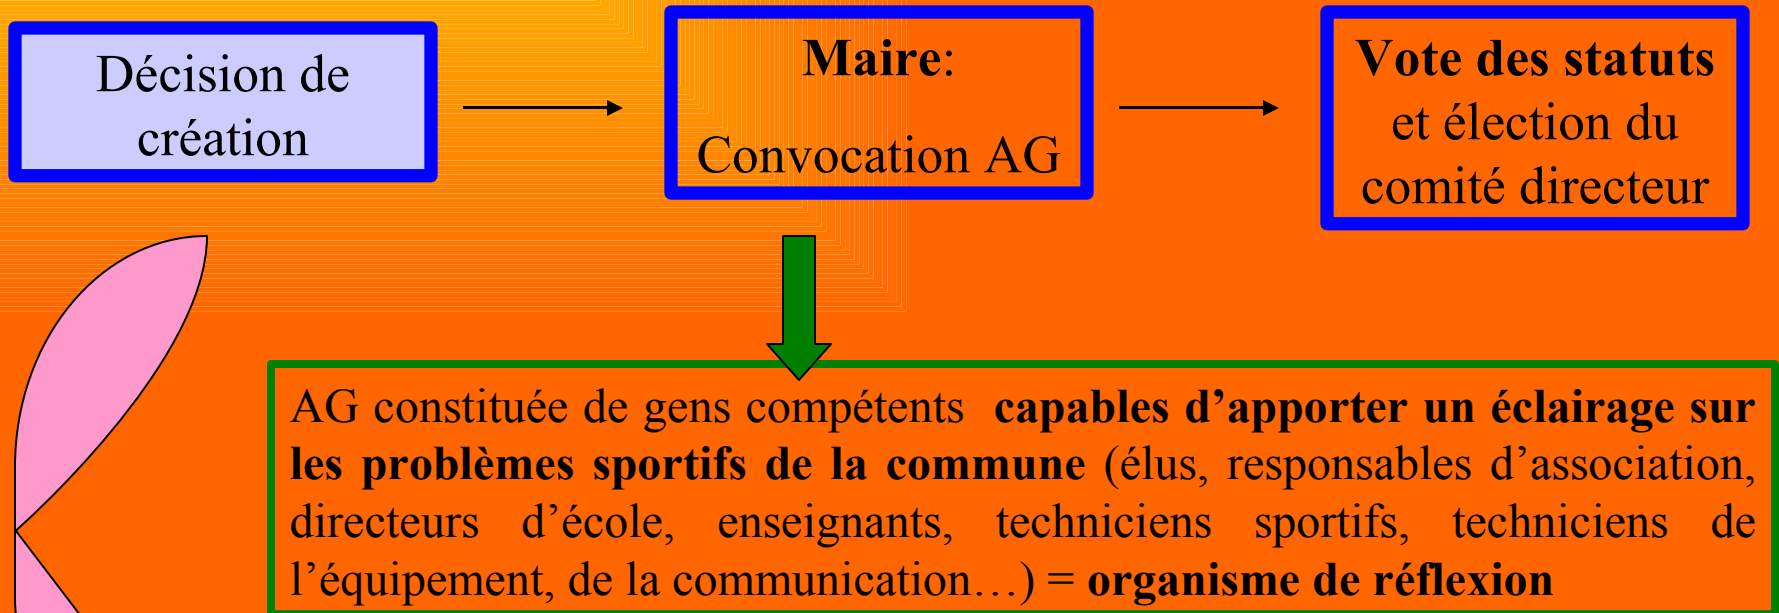 Décision de
création
Maire:
Convocation AG
Vote des statuts
et élection du
comité directeur
AG constituée de gens compétents capables d’apporter un éclairage sur
les problèmes sportifs de la commune (élus, responsables d’association,
directeurs d’école, enseignants, techniciens sportifs, techniciens de
l’équipement, de la communication…) = organisme de réflexion